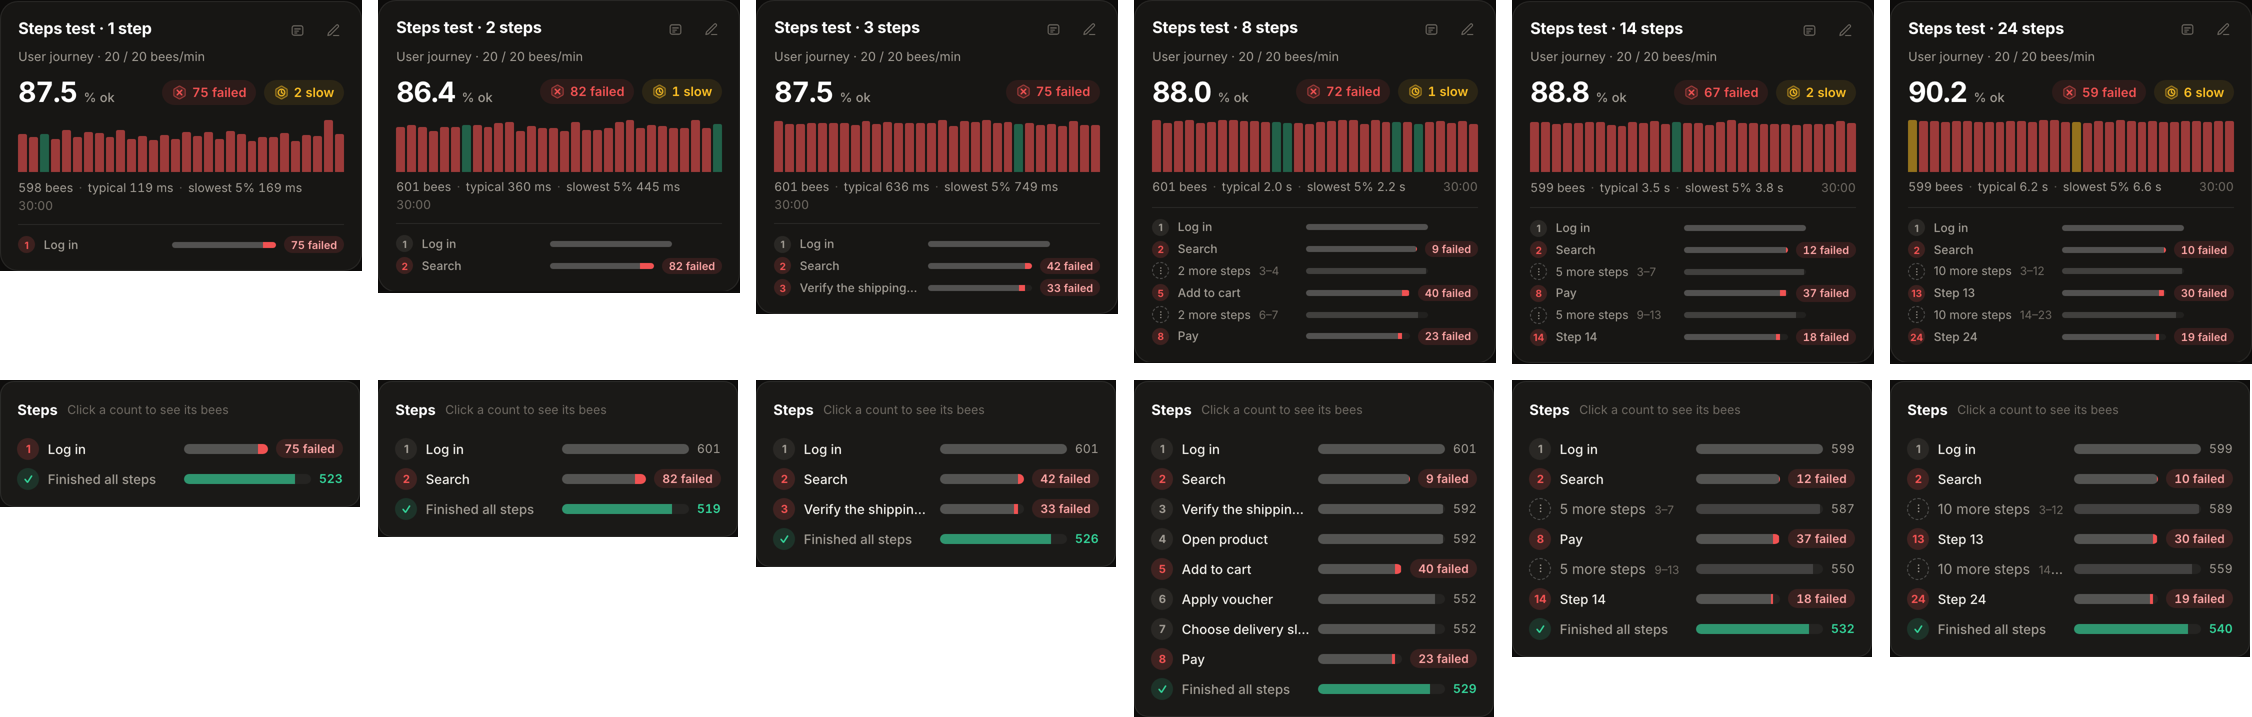 Steps test · 1 step
User journey · 20 / 20 bees/min
87.5 % ok 75 failed 2 slow
598 bees · typical 119 ms · slowest 5% 169 ms
30:00
1 Log in 75 failed
Steps test · 2 steps
User journey · 20 / 20 bees/min
86.4 % ok 82 failed 1 slow
601 bees · typical 360 ms · slowest 5% 445 ms
30:00
1 Log in
2 Search 82 failed
Steps test · 3 steps
User journey · 20 / 20 bees/min
87.5 % ok 75 failed
601 bees · typical 636 ms · slowest 5% 749 ms
30:00
1 Log in
2 Search 42 failed
3 Verify the shipping... 33 failed
Steps test · 8 steps
User journey · 20 / 20 bees/min
88.0 % ok 72 failed 1 slow
601 bees · typical 2.0 s · slowest 5% 2.2 s 30:00
1 Log in
2 Search 9 failed
2 more steps 3–4
5 Add to cart 40 failed
2 more steps 6–7
8 Pay 23 failed
Steps test · 14 steps
User journey · 20 / 20 bees/min
88.8 % ok 67 failed 2 slow
599 bees · typical 3.5 s · slowest 5% 3.8 s 30:00
1 Log in
2 Search 12 failed
5 more steps 3–7
8 Pay 37 failed
5 more steps 9–13
14 Step 14 18 failed
Steps test · 24 steps
User journey · 20 / 20 bees/min
90.2 % ok 59 failed 6 slow
599 bees · typical 6.2 s · slowest 5% 6.6 s 30:00
1 Log in
2 Search 10 failed
10 more steps 3–12
13 Step 13 30 failed
10 more steps 14–23
24 Step 24 19 failed
Steps Click a count to see its bees
1 Log in 75 failed
Finished all steps 523
Steps Click a count to see its bees
1 Log in 601
2 Search 82 failed
Finished all steps 519
Steps Click a count to see its bees
1 Log in 601
2 Search 42 failed
3 Verify the shippin... 33 failed
Finished all steps 526
Steps Click a count to see its bees
1 Log in 601
2 Search 9 failed
3 Verify the shippin... 592
4 Open product 592
5 Add to cart 40 failed
6 Apply voucher 552
7 Choose delivery sl... 552
8 Pay 23 failed
Finished all steps 529
Steps Click a count to see its bees
1 Log in 599
2 Search 12 failed
5 more steps 3–7 587
8 Pay 37 failed
5 more steps 9–13 550
14 Step 14 18 failed
Finished all steps 532
Steps Click a count to see its bees
1 Log in 599
2 Search 10 failed
10 more steps 3–12 589
13 Step 13 30 failed
10 more steps 14... 559
24 Step 24 19 failed
Finished all steps 540